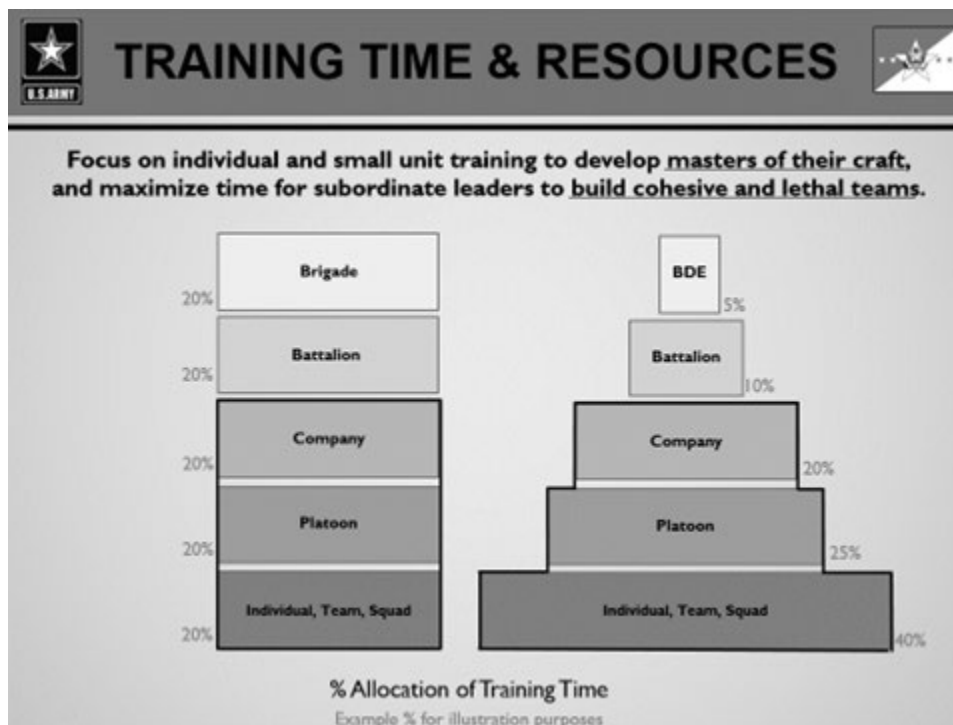 TRAINING TIME & RESOURCES
U.S.ARMY
Focus on individual and small unit training to develop masters of their craft,
and maximize time for subordinate leaders to build cohesive and lethal teams.
Brigade
20%
Battalion
20%
Company
20%
Platoon
20%
Individual, Team, Squad
20%
BDE
5%
Battalion
10%
Company
20%
Platoon
25%
Individual, Team, Squad
40%
% Allocation of Training Time
Example % for illustration purposes